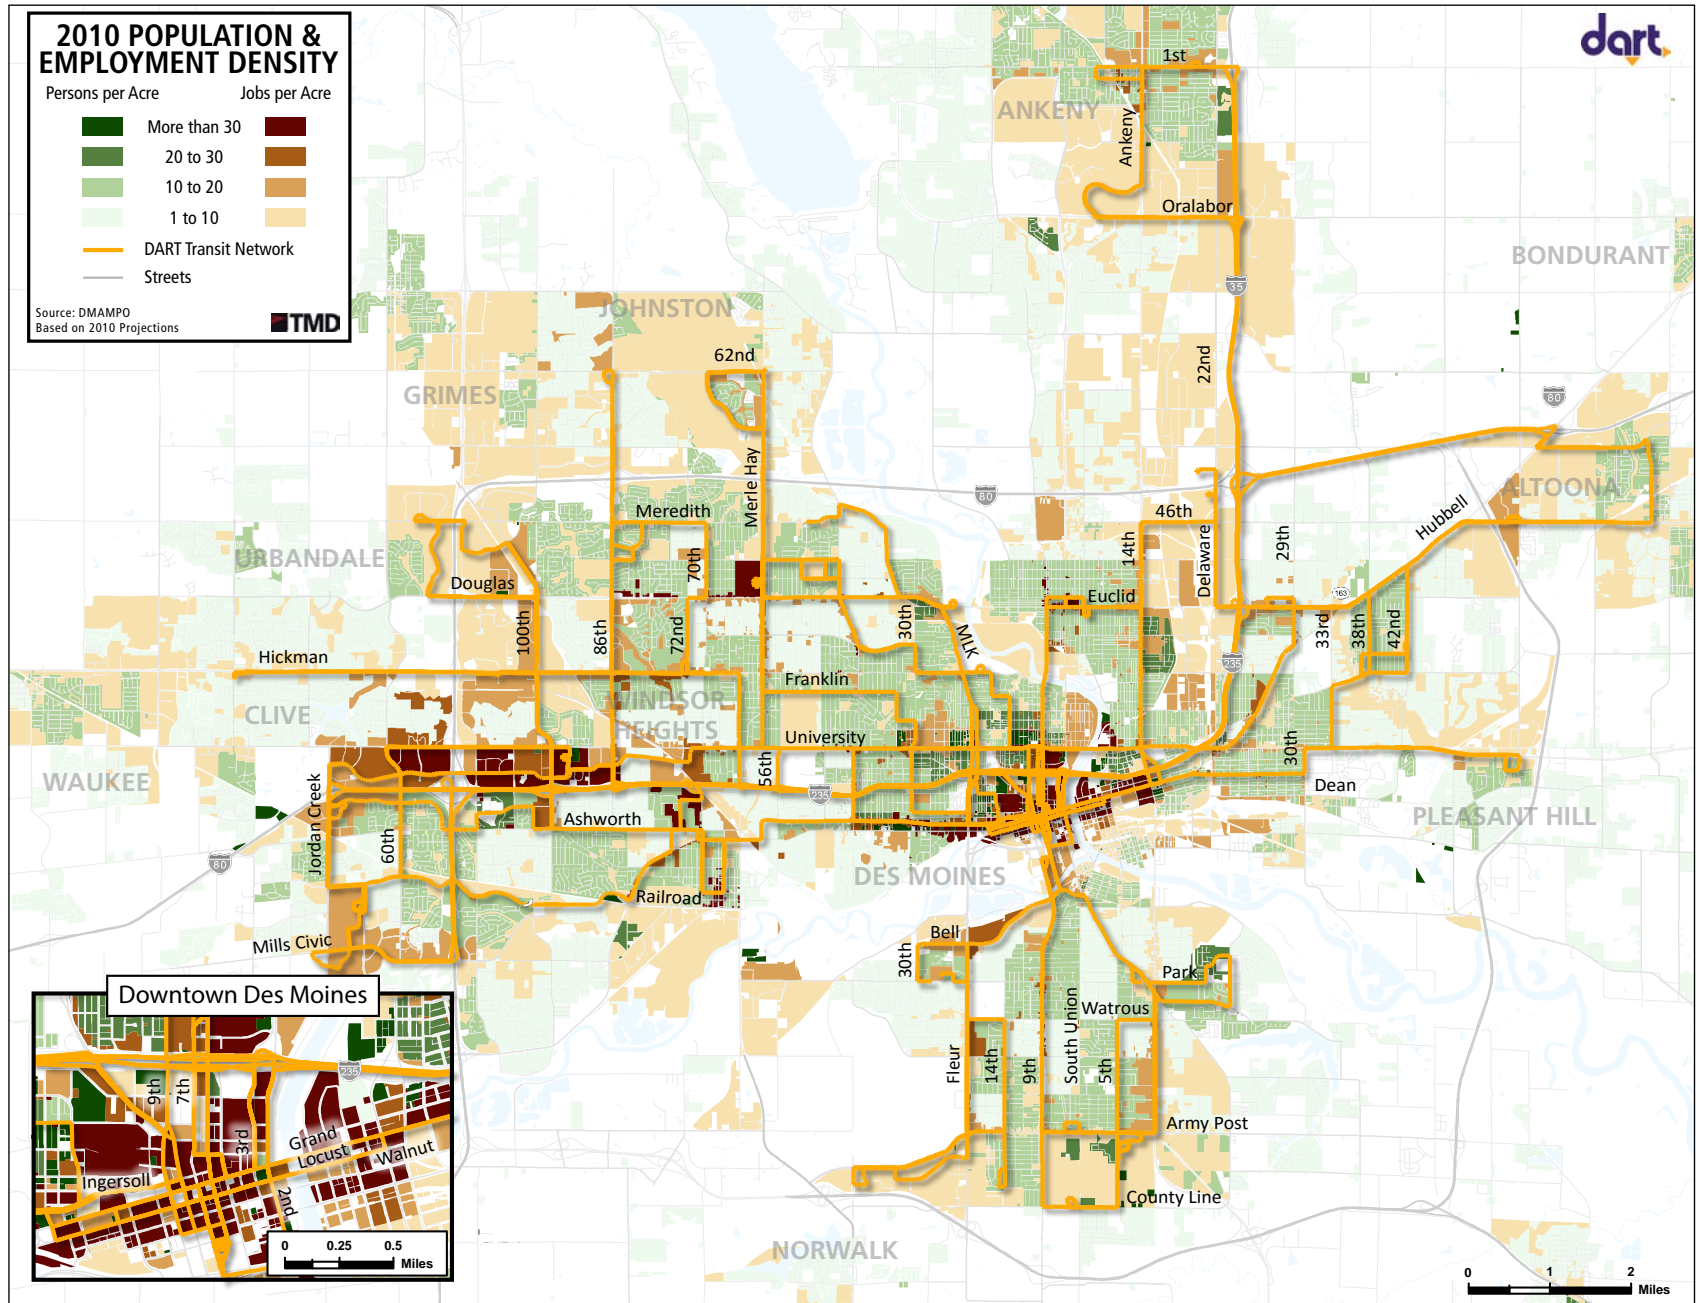 2010 POPULATION &
EMPLOYMENT DENSITY
Persons per Acre Jobs per Acre
More than 30
20 to 30
10 to 20
1 to 10
DART Transit Network
Streets
Source: DMAMPO
Based on 2010 Projections
TMD
dart
1st
ANKENY
Ankeny
Oralabor
BONDURANT
35
JOHNSTON
62nd
22nd
GRIMES
80
Merle Hay
ALTOONA
80
Meredith
46th
Hubbell
URBANDALE
14th
Delaware
29th
70th
Douglas
Euclid
163
100th
86th
72nd
30th
MLK
33rd
38th
42nd
Hickman
235
Franklin
CLIVE
WINDSOR
HEIGHTS
University
WAUKEE
56th
30th
Jordan Creek
235
Dean
Ashworth
PLEASANT HILL
60th
80
DES MOINES
Railroad
Mills Civic
Bell
30th
Park
Watrous
Fleur
14th
9th
South Union
5th
Army Post
County Line
NORWALK
Downtown Des Moines
235
9th
7th
3rd
Grand
Locust
Walnut
Ingersoll
2nd
0 0.25 0.5
Miles
0 1 2
Miles